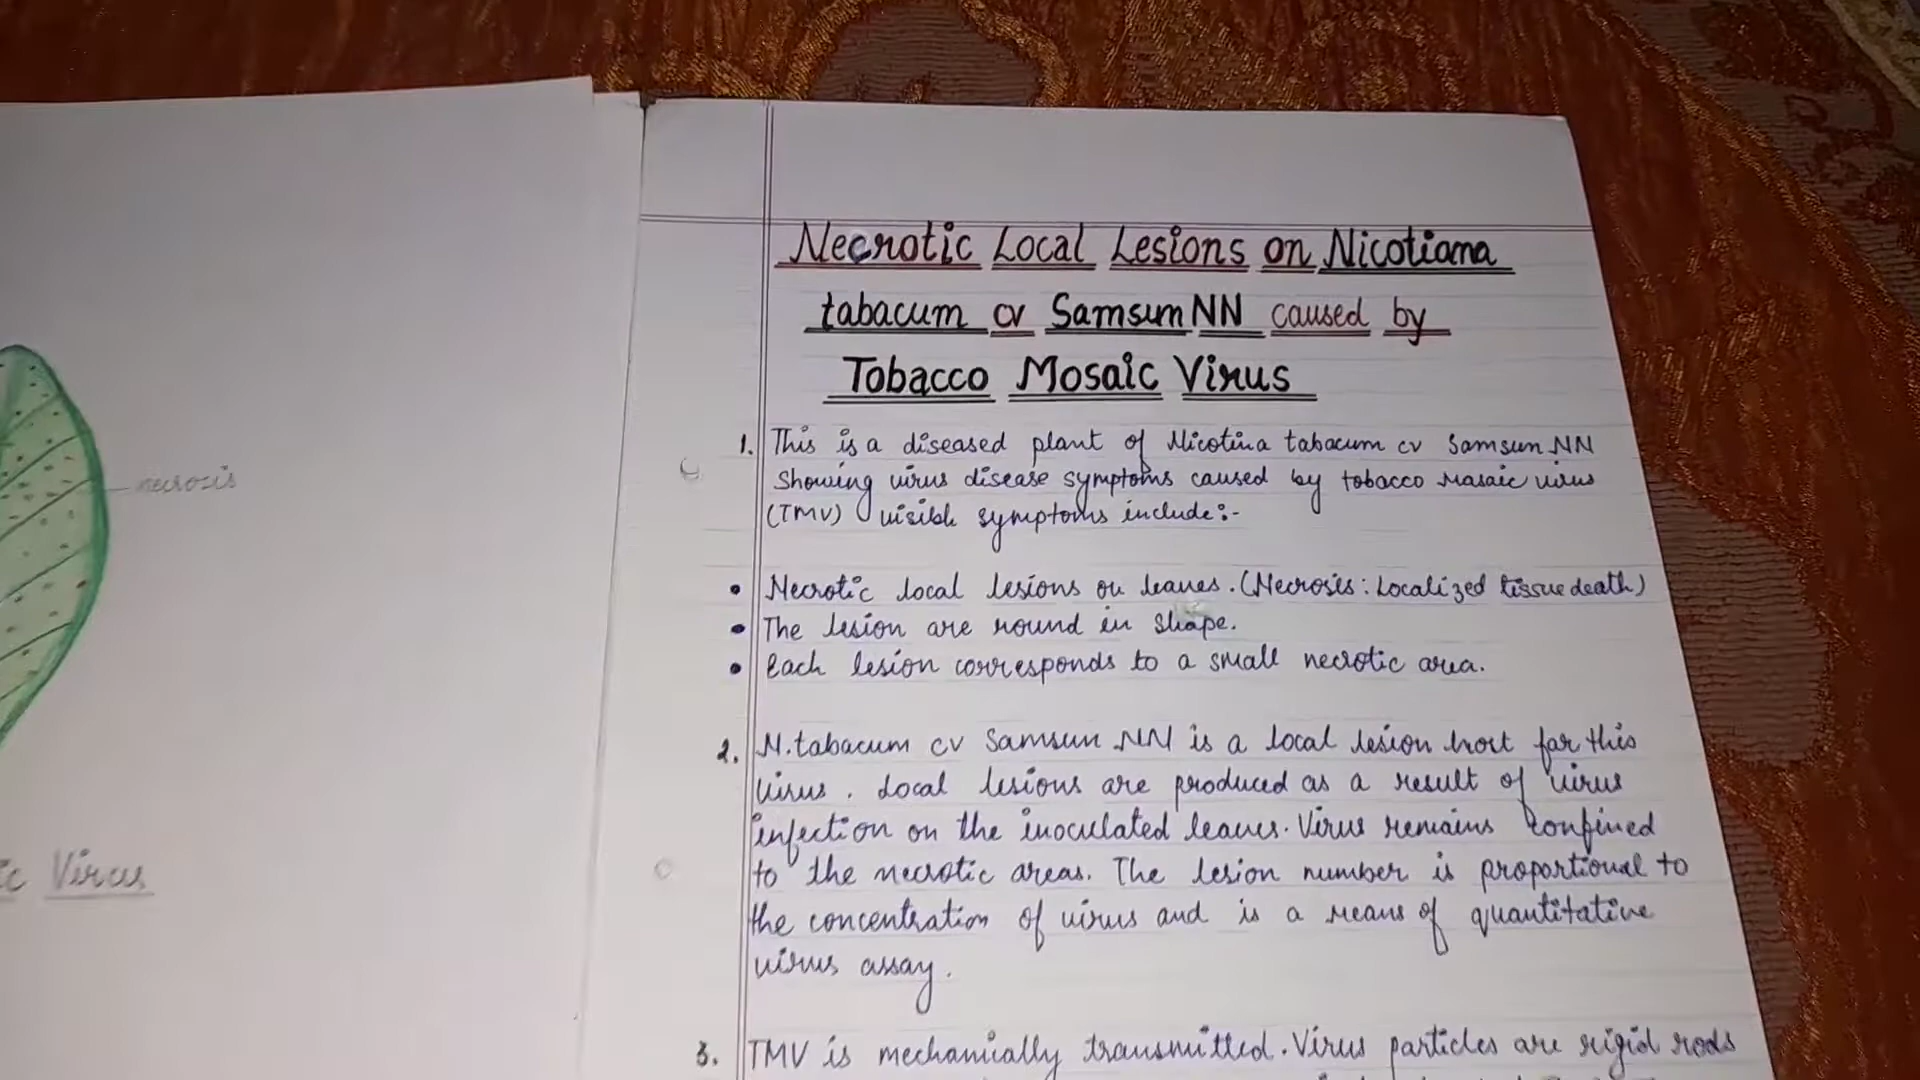 necrosis
c Virus
Necrotic Local Lesions on Nicotiana
tabacum cv Samsun NN caused by
Tobacco Mosaic Virus
1. This is a diseased plant of Nicotina tabacum cv Samsun NN
Showing virus disease symptoms caused by tobacco Masaic virus
(TMV) visible symptoms include:-
• Necrotic local lesions on leaves. (Necrosis: Localized tissue death)
• The lesion are round in shape.
• Each lesion corresponds to a small necrotic area.
2. N. tabacum cv Samsun NN is a local lesion host for this
virus. Local lesions are produced as a result of virus
infection on the inoculated leaves. Virus remains confined
to the necrotic areas. The lesion number is proportional to
the concentration of virus and is a means of quantitative
virus assay.
3. TMV is mechanically transmitted. Virus particles are rigid rods